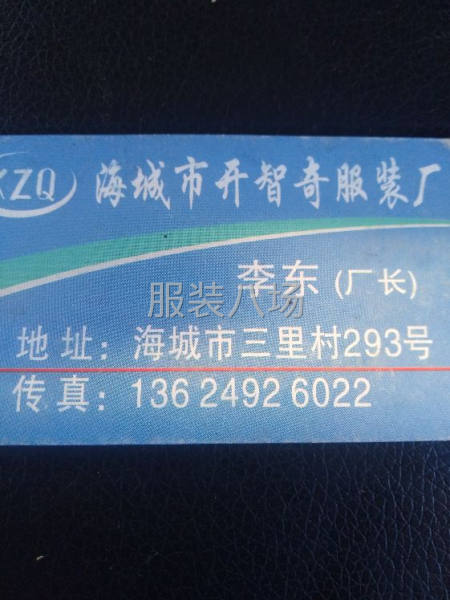 KZQ 海城市开智奇服装厂
李东 (厂长)
服装人场
地址: 海城市三里村293号
传真: 136 2492 6022